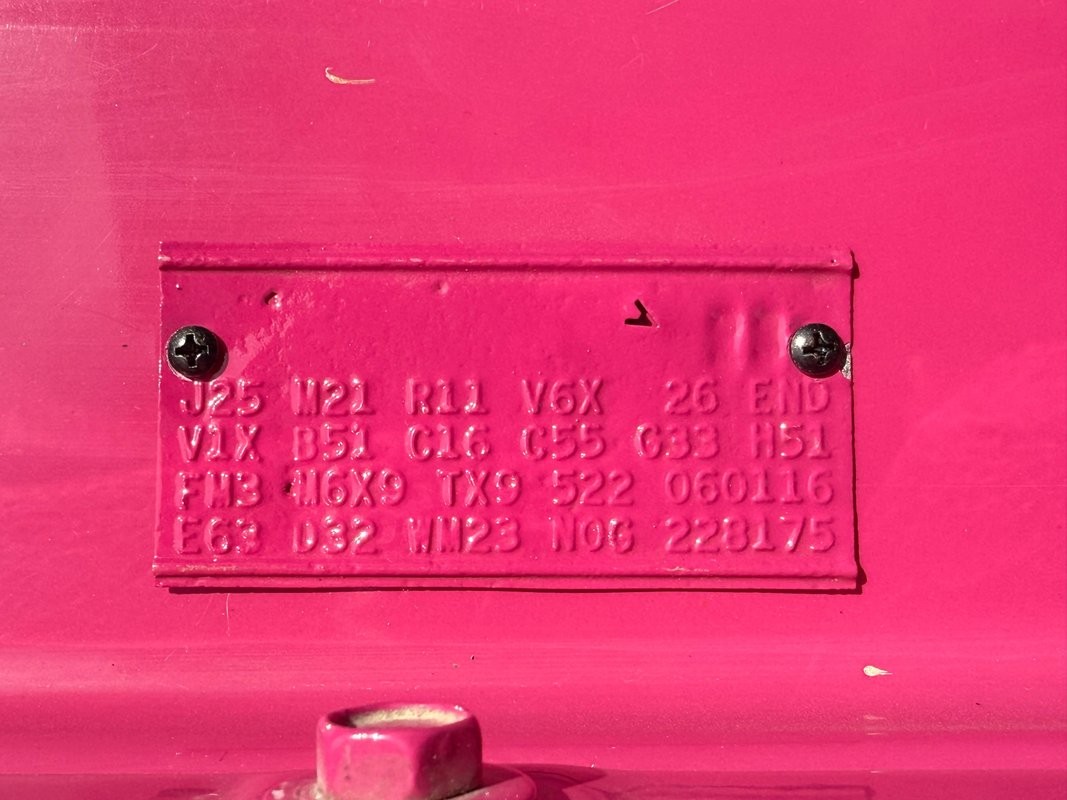 J25 M21 R11 V6X 26 END
V1X B51 C16 C55 G33 H51
FM3 M6X9 TX9 522 060116
E63 D32 WM23 N0G 228175